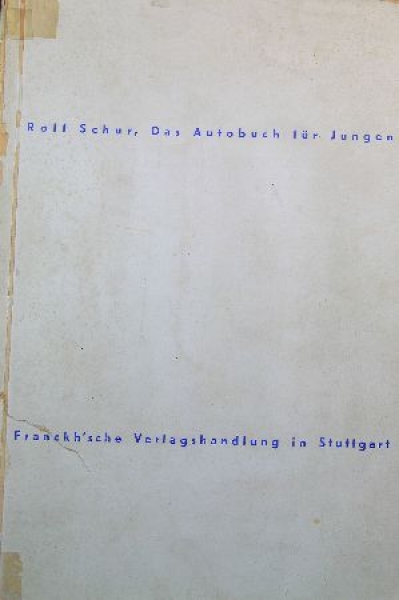 Rolf Schur, Das Autobuch für Jungen
Franckh'sche Verlagshandlung in Stuttgart